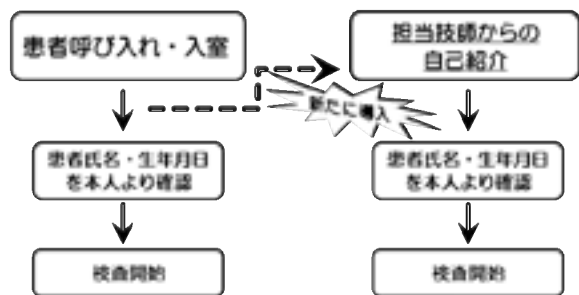 患者呼び入れ・入室
担当技師からの
自己紹介
新たに導入
患者氏名・生年月日
を本人より確認
患者氏名・生年月日
を本人より確認
検査開始
検査開始